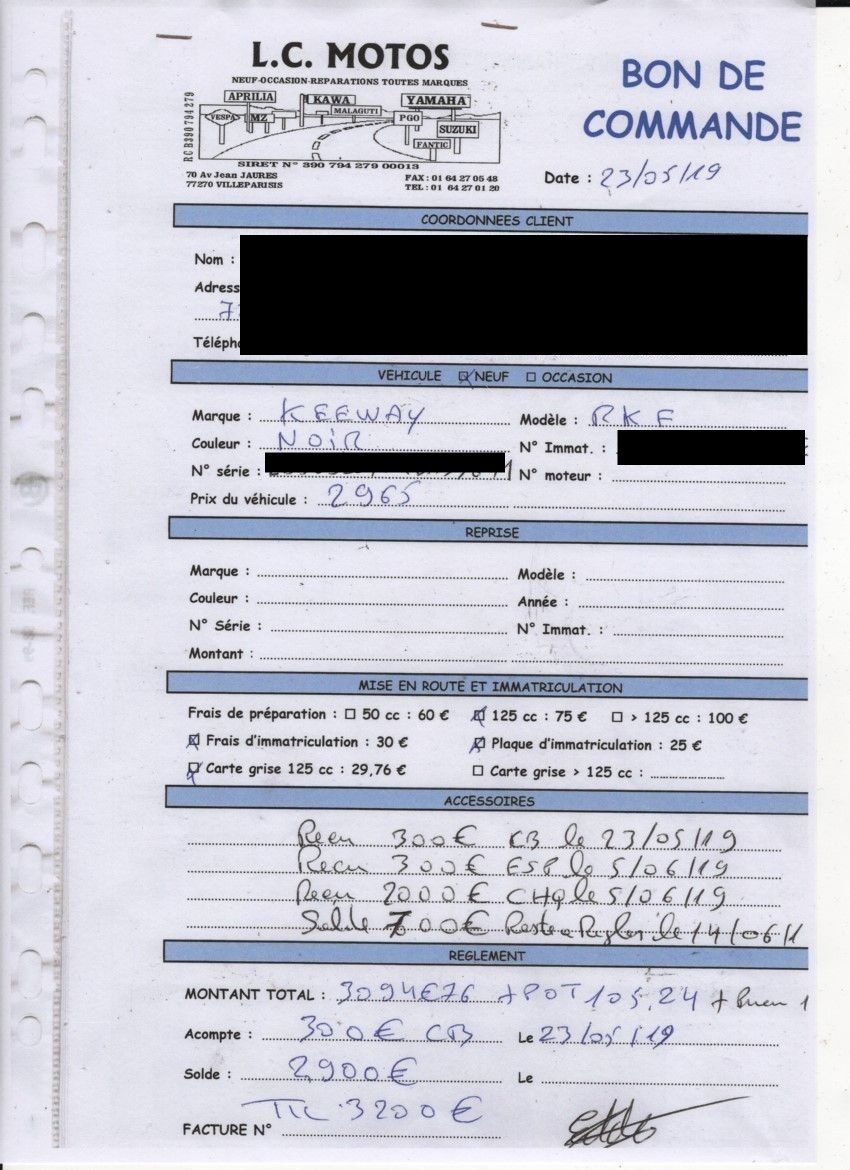 L.C. MOTOS
NEUF-OCCASION-REPARATIONS TOUTES MARQUES
BON DE
COMMANDE
RCB390794279
APRILIA KAWA YAMAHA
MALAGUTI
VESPA MZ PGO
SUZUKI
FANTIC
SIRET N° 390 794 279 00013
70 Av Jean JAURES FAX : 01 64 27 05 48
77270 VILLEPARISIS TEL : 01 64 27 01 20
Date : 23/05/19
COORDONNEES CLIENT
Nom :
Adress
7
Téléph
VEHICULE NEUF OCCASION
Marque : KEEWAY Modèle : RKF
Couleur : NOIR N° Immat. :
N° série : N° moteur :
Prix du véhicule : 2965
REPRISE
Marque : Modèle :
Couleur : Année :
N° Série : N° Immat. :
Montant :
MISE EN ROUTE ET IMMATRICULATION
Frais de préparation : 50 cc : 60 € 125 cc : 75 € > 125 cc : 100 €
Frais d'immatriculation : 30 € Plaque d'immatriculation : 25 €
Carte grise 125 cc : 29,76 € Carte grise > 125 cc :
ACCESSOIRES
Recu 300€ CB le 23/05/19
Recu 300€ ESP le 5/06/19
Recu 2000€ CHQ le 5/06/19
Solde 700€ Reste a Regler le 14/06/1
REGLEMENT
MONTANT TOTAL : 3094€76 + POT 105,24 +
Acompte : 300€ CB Le 23/05/19
Solde : 2900€ Le
TTC 3200€
FACTURE N°